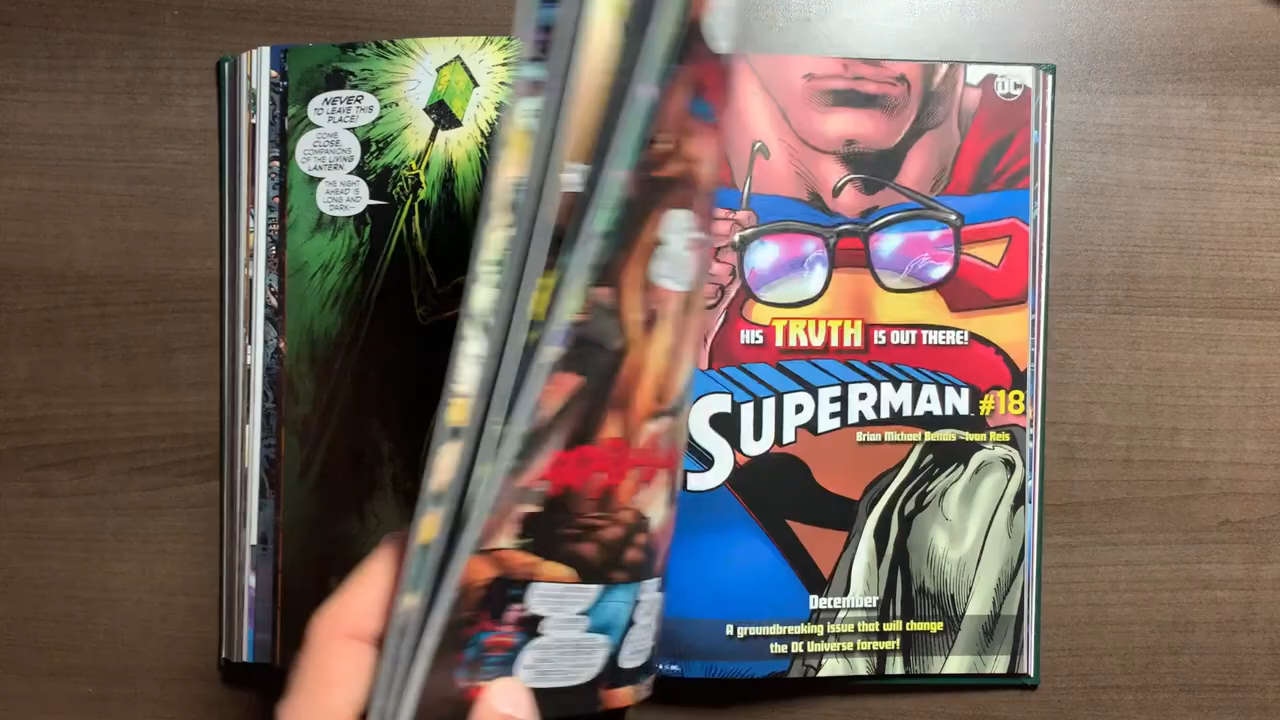 NEVER
TO LEAVE THIS
PLACE!
COME
CLOSE,
COMPANIONS
OF THE LIVING
LANTERN.
THE NIGHT
AHEAD IS
LONG AND
DARK--
DC
HIS TRUTH IS OUT THERE!
SUPERMAN #18
Brian Michael Bendis - Ivan Reis
December
A groundbreaking issue that will change
the DC Universe forever!